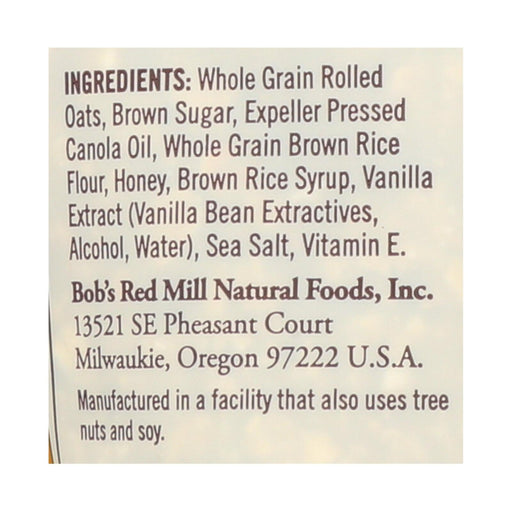 INGREDIENTS: Whole Grain Rolled
Oats, Brown Sugar, Expeller Pressed
Canola Oil, Whole Grain Brown Rice
Flour, Honey, Brown Rice Syrup, Vanilla
Extract (Vanilla Bean Extractives,
Alcohol, Water), Sea Salt, Vitamin E.
Bob's Red Mill Natural Foods, Inc.
13521 SE Pheasant Court
Milwaukie, Oregon 97222 U.S.A.
Manufactured in a facility that also uses tree
nuts and soy.